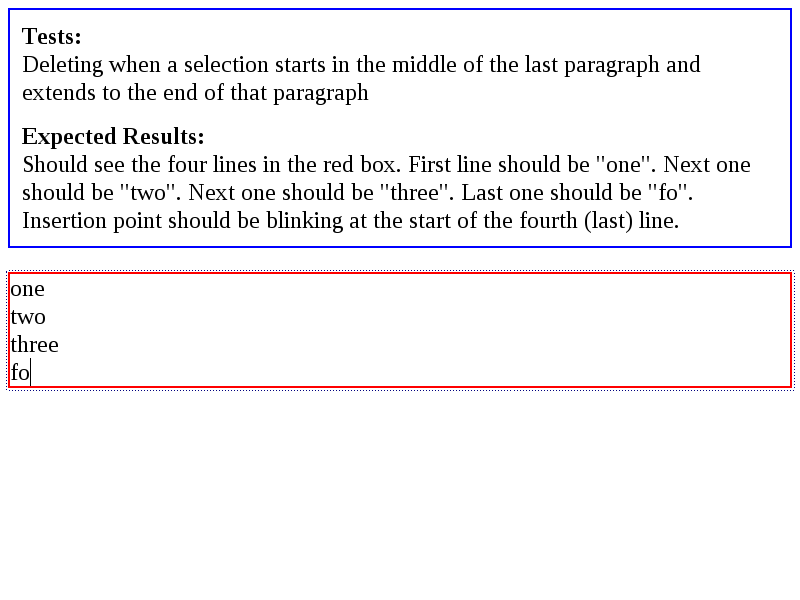 Tests:
Deleting when a selection starts in the middle of the last paragraph and
extends to the end of that paragraph
Expected Results:
Should see the four lines in the red box. First line should be "one". Next one
should be "two". Next one should be "three". Last one should be "fo".
Insertion point should be blinking at the start of the fourth (last) line.
one
two
three
fo